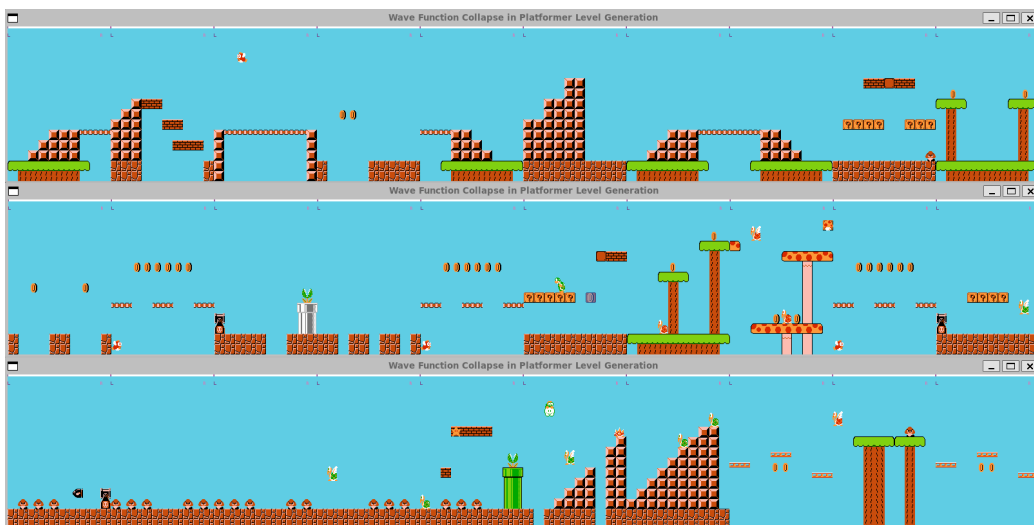 Wave Function Collapse in Platformer Level Generation
? ? ? ? ? ? ?
Wave Function Collapse in Platformer Level Generation
? ? ? ? ?
? ? ? ?
Wave Function Collapse in Platformer Level Generation